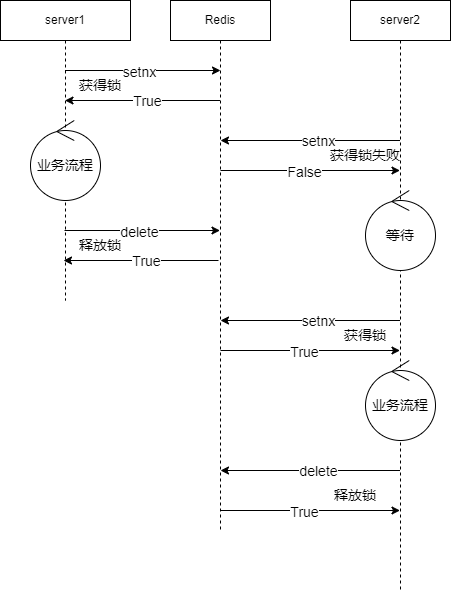 server1
Redis
server2
setnx
获得锁
True
setnx
获得锁失败
False
业务流程
delete
释放锁
True
等待
setnx
获得锁
True
业务流程
delete
释放锁
True